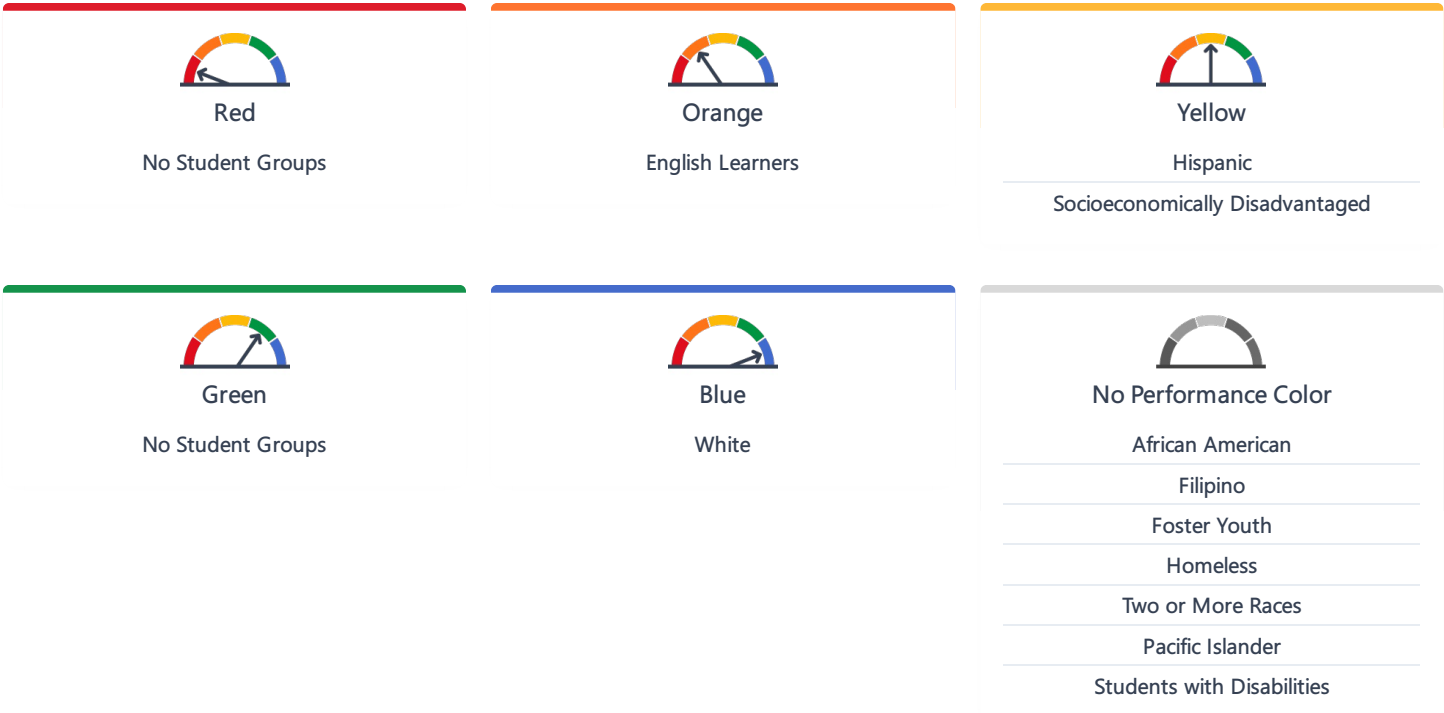 Red
No Student Groups
Orange
English Learners
Yellow
Hispanic
Socioeconomically Disadvantaged
Green
No Student Groups
Blue
White
No Performance Color
African American
Filipino
Foster Youth
Homeless
Two or More Races
Pacific Islander
Students with Disabilities